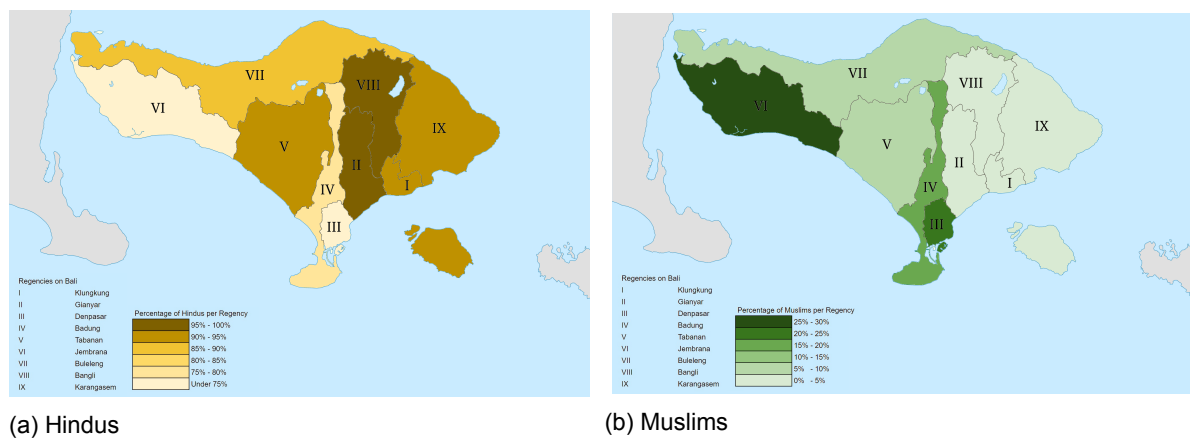 VII
VI
VIII
V
IX
II
IV
I
III
Regencies on Bali
I Klungkung
II Gianyar
III Denpasar
IV Badung
V Tabanan
VI Jembrana
VII Buleleng
VIII Bangli
IX Karangasem
Percentage of Hindus per Regency
95% - 100%
90% - 95%
85% - 90%
80% - 85%
75% - 80%
Under 75%
(a) Hindus
VII
VI
VIII
V
IX
II
IV
I
III
Regencies on Bali
I Klungkung
II Gianyar
III Denpasar
IV Badung
V Tabanan
VI Jembrana
VII Buleleng
VIII Bangli
IX Karangasem
Percentage of Muslims per Regency
25% - 30%
20% - 25%
15% - 20%
10% - 15%
5% - 10%
0% - 5%
(b) Muslims